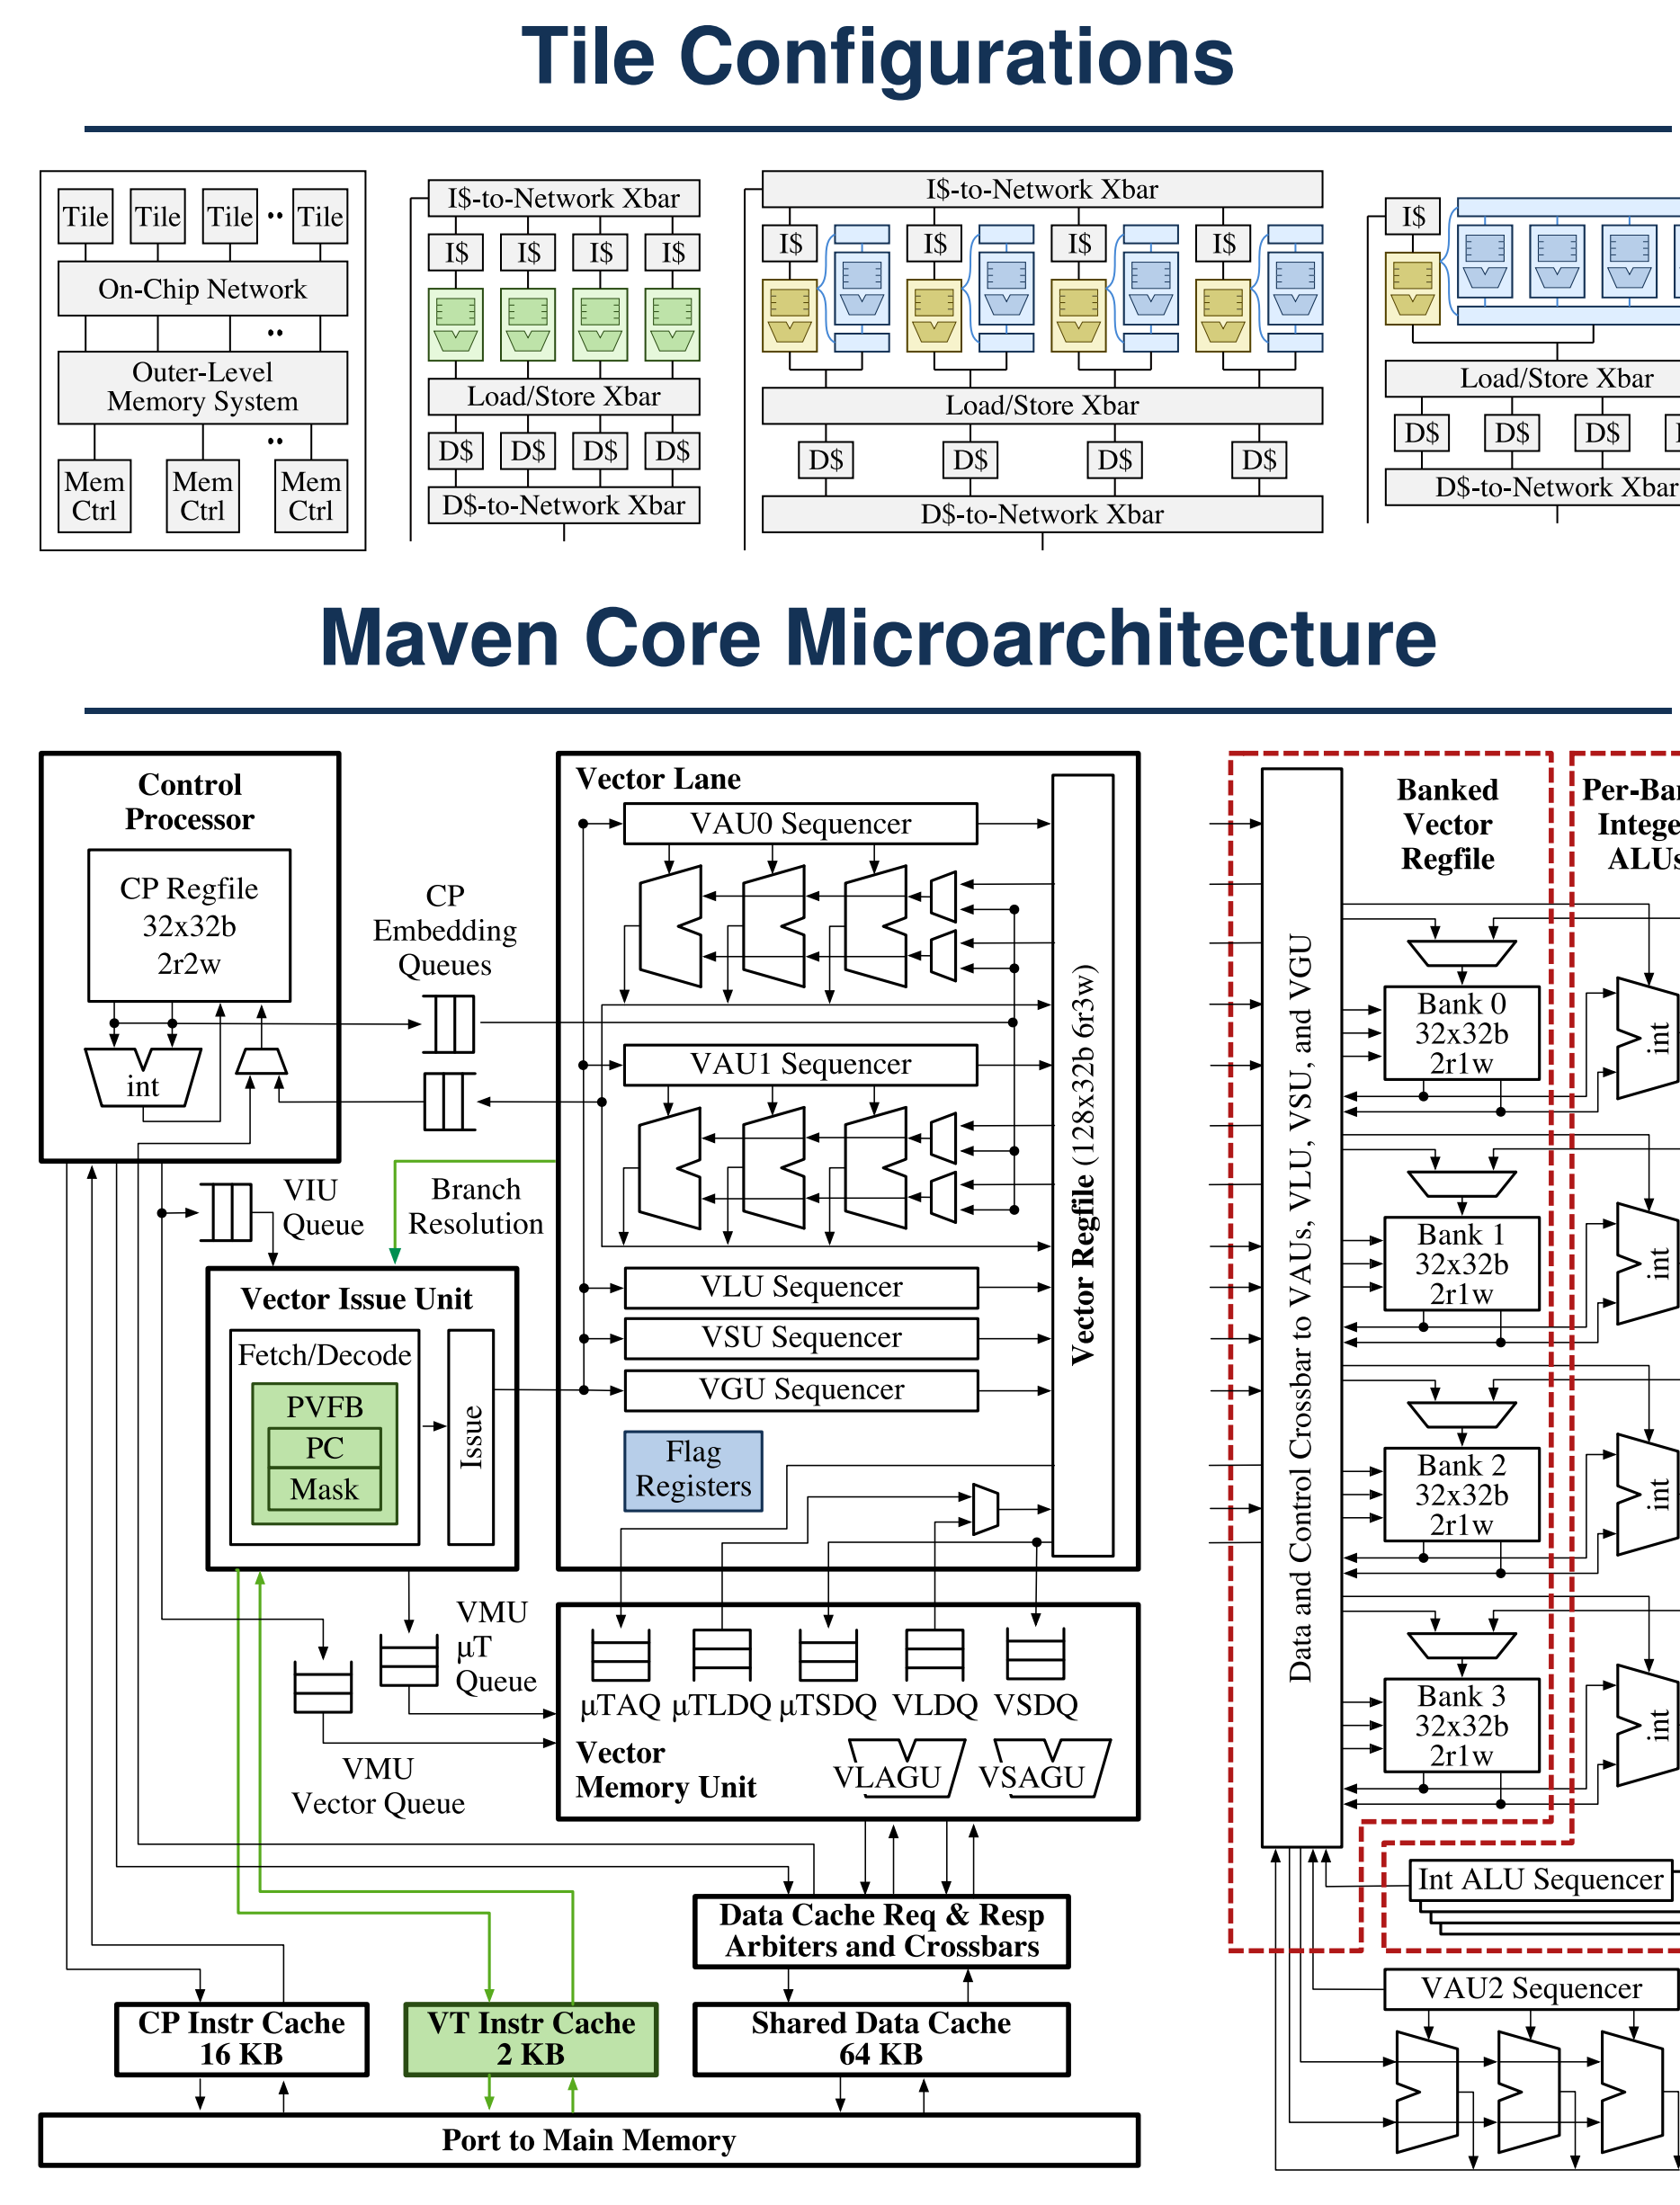 Tile Configurations
Tile Tile Tile Tile
On-Chip Network
Outer-Level
Memory System
Mem Mem Mem
Ctrl Ctrl Ctrl
I$-to-Network Xbar
I$ I$ I$ I$
Load/Store Xbar
D$ D$ D$ D$
D$-to-Network Xbar
I$-to-Network Xbar
I$ I$ I$ I$
Load/Store Xbar
D$ D$ D$ D$
D$-to-Network Xbar
I$
Load/Store Xbar
D$ D$ D$
D$-to-Network Xbar
Maven Core Microarchitecture
Control
Processor
CP Regfile
32x32b
2r2w
int
CP
Embedding
Queues
VIU
Queue
Branch
Resolution
Vector Issue Unit
Fetch/Decode
PVFB
PC
Mask
Issue
Vector Lane
VAU0 Sequencer
VAU1 Sequencer
VLU Sequencer
VSU Sequencer
VGU Sequencer
Flag
Registers
Vector Regfile (128x32b 6r3w)
VMU
μT
Queue
VMU
Vector Queue
μTAQ μTLDQ μTSDQ VLDQ VSDQ
Vector
Memory Unit
VLAGU VSAGU
Data Cache Req & Resp
Arbiters and Crossbars
CP Instr Cache
16 KB
VT Instr Cache
2 KB
Shared Data Cache
64 KB
Port to Main Memory
Data and Control Crossbar to VAUs, VLU, VSU, and VGU
Banked
Vector
Regfile
Per-Ban
Intege
ALUs
Bank 0
32x32b
2r1w
int
Bank 1
32x32b
2r1w
int
Bank 2
32x32b
2r1w
int
Bank 3
32x32b
2r1w
int
Int ALU Sequencer
VAU2 Sequencer